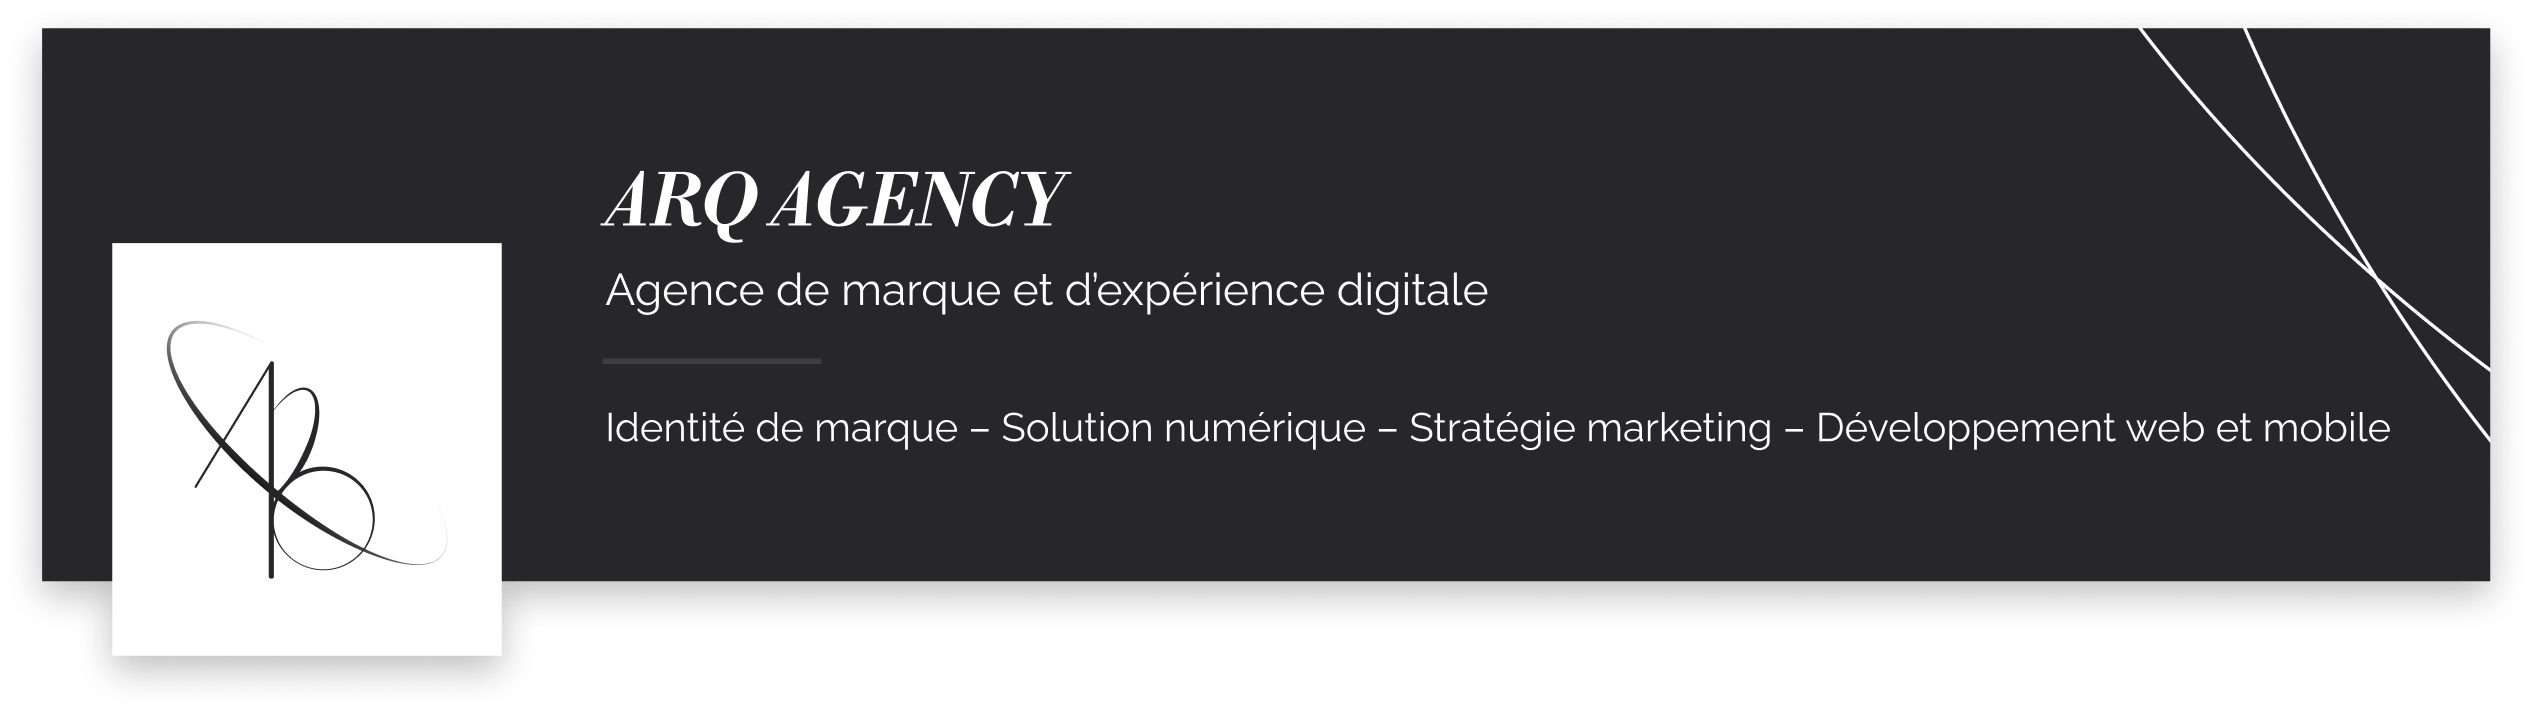 ARQ AGENCY
Agence de marque et d’expérience digitale
Identité de marque – Solution numérique – Stratégie marketing – Développement web et mobile